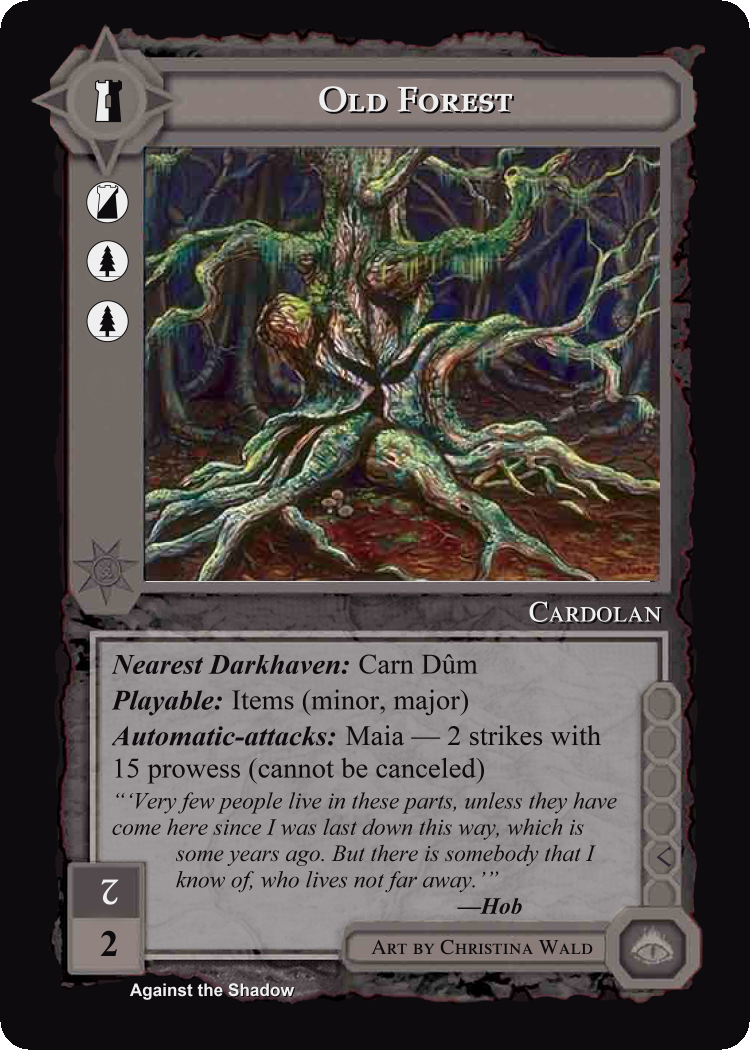 Old Forest
Cardolan
Nearest Darkhaven: Carn Dûm
Playable: Items (minor, major)
Automatic-attacks: Maia — 2 strikes with
15 prowess (cannot be canceled)
“‘Very few people live in these parts, unless they have
come here since I was last down this way, which is
some years ago. But there is somebody that I
know of, who lives not far away.’”
—Hob
2
2
Art by Christina Wald
Against the Shadow